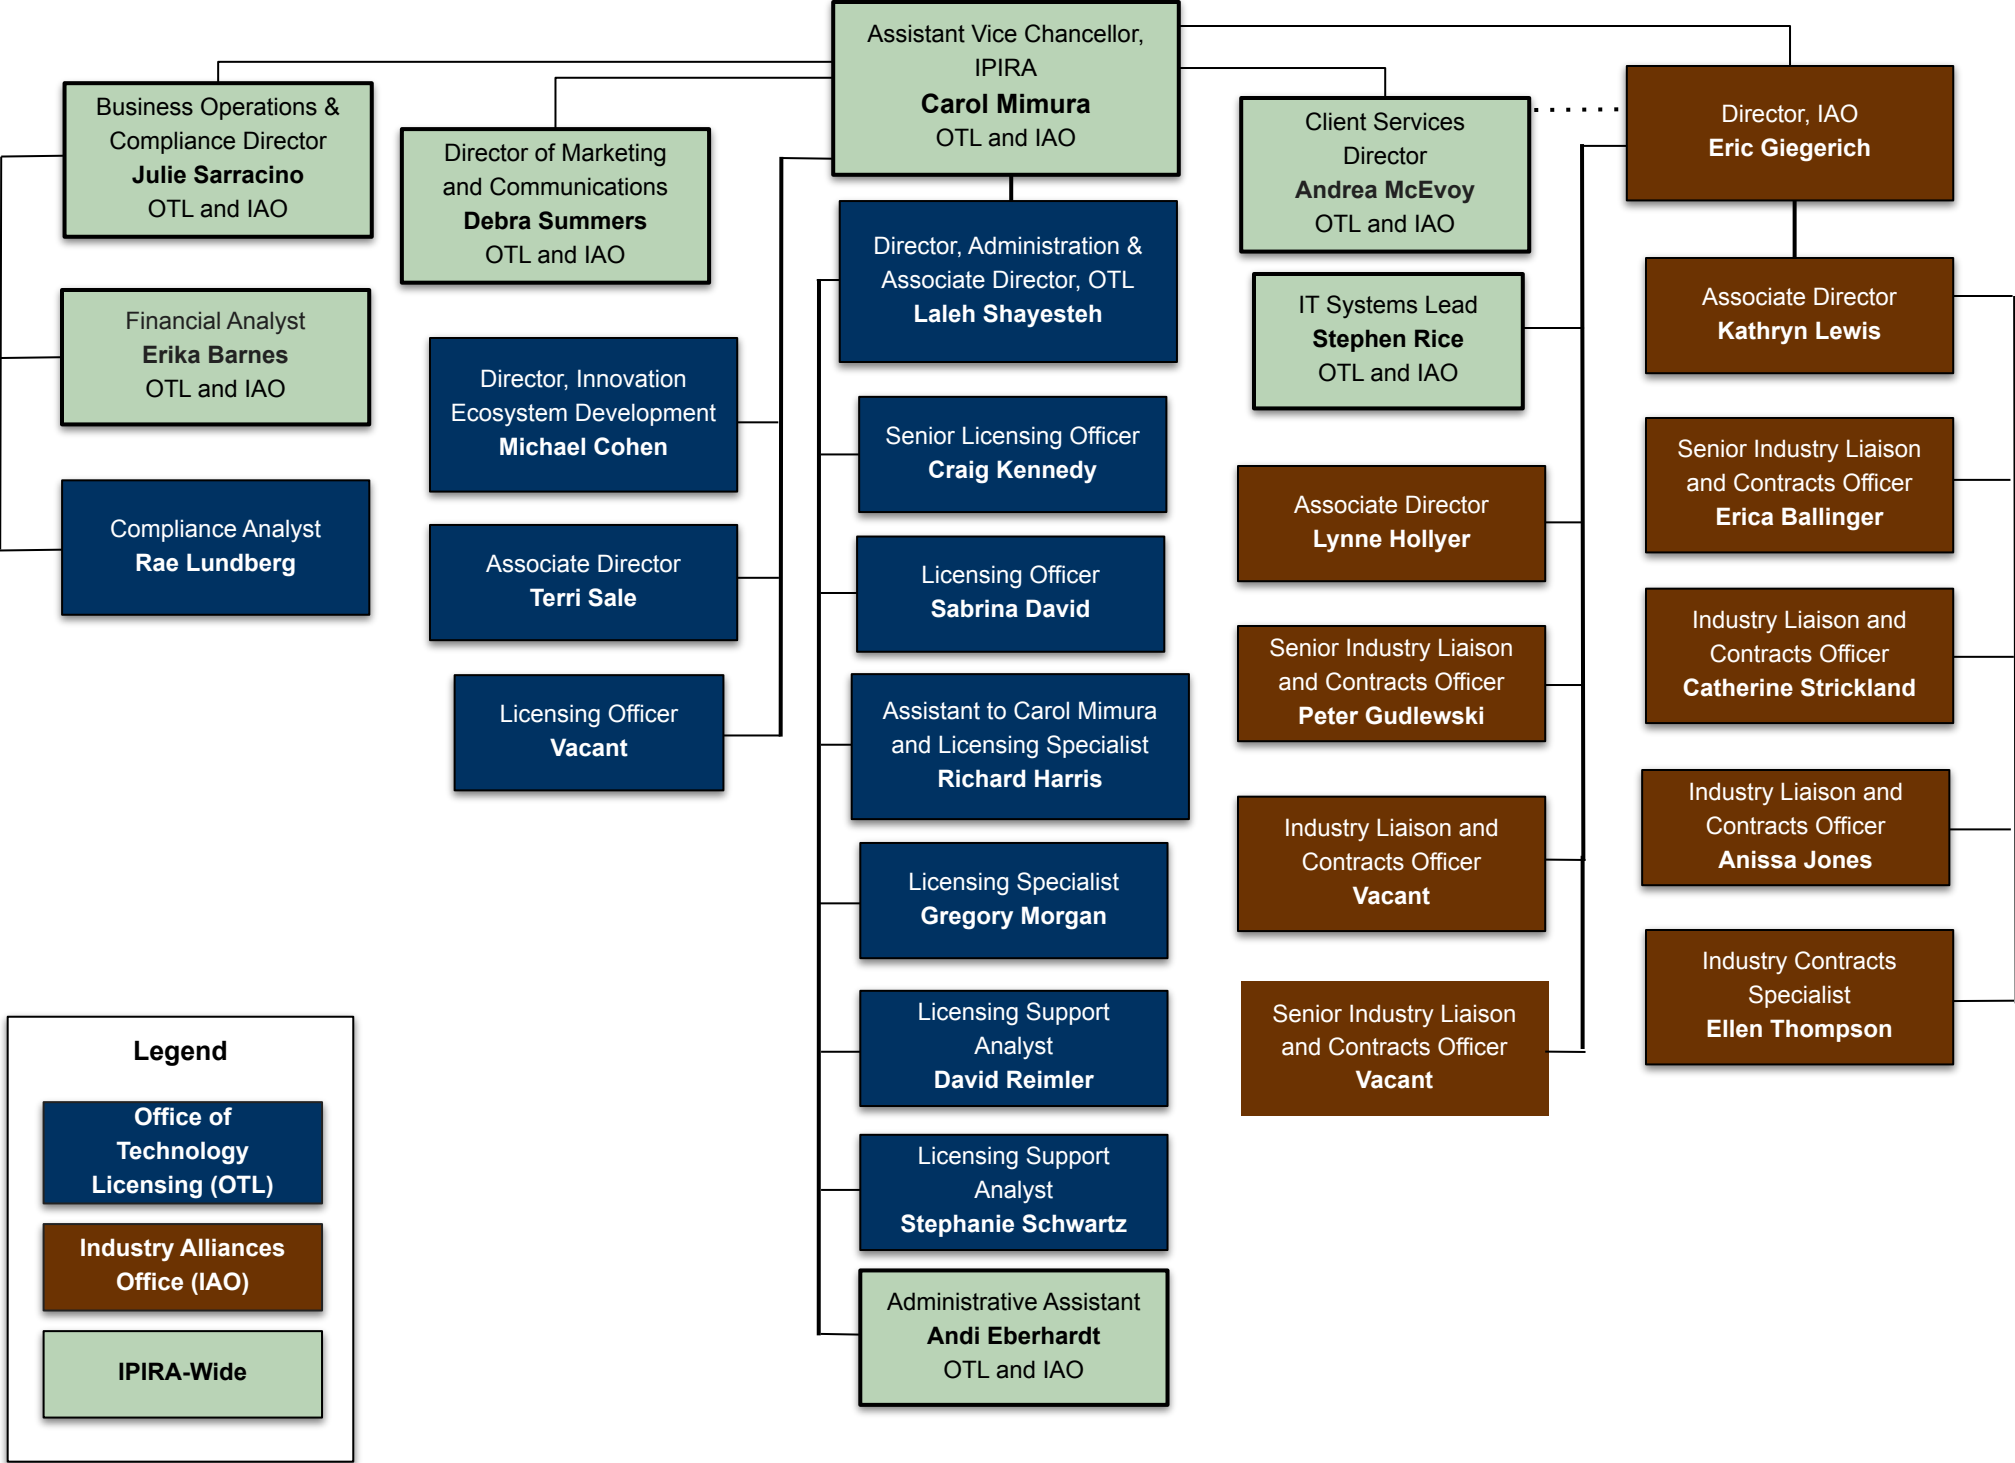 Assistant Vice Chancellor,
IPIRA
Carol Mimura
OTL and IAO
Business Operations &
Compliance Director
Julie Sarracino
OTL and IAO
Financial Analyst
Erika Barnes
OTL and IAO
Compliance Analyst
Rae Lundberg
Director of Marketing
and Communications
Debra Summers
OTL and IAO
Director, Innovation
Ecosystem Development
Michael Cohen
Associate Director
Terri Sale
Licensing Officer
Vacant
Director, Administration &
Associate Director, OTL
Laleh Shayesteh
Senior Licensing Officer
Craig Kennedy
Licensing Officer
Sabrina David
Assistant to Carol Mimura
and Licensing Specialist
Richard Harris
Licensing Specialist
Gregory Morgan
Licensing Support
Analyst
David Reimler
Licensing Support
Analyst
Stephanie Schwartz
Administrative Assistant
Andi Eberhardt
OTL and IAO
Client Services
Director
Andrea McEvoy
OTL and IAO
IT Systems Lead
Stephen Rice
OTL and IAO
Associate Director
Lynne Hollyer
Senior Industry Liaison
and Contracts Officer
Peter Gudlewski
Industry Liaison and
Contracts Officer
Vacant
Senior Industry Liaison
and Contracts Officer
Vacant
Director, IAO
Eric Giegerich
Associate Director
Kathryn Lewis
Senior Industry Liaison
and Contracts Officer
Erica Ballinger
Industry Liaison and
Contracts Officer
Catherine Strickland
Industry Liaison and
Contracts Officer
Anissa Jones
Industry Contracts
Specialist
Ellen Thompson
Legend
Office of
Technology
Licensing (OTL)
Industry Alliances
Office (IAO)
IPIRA-Wide